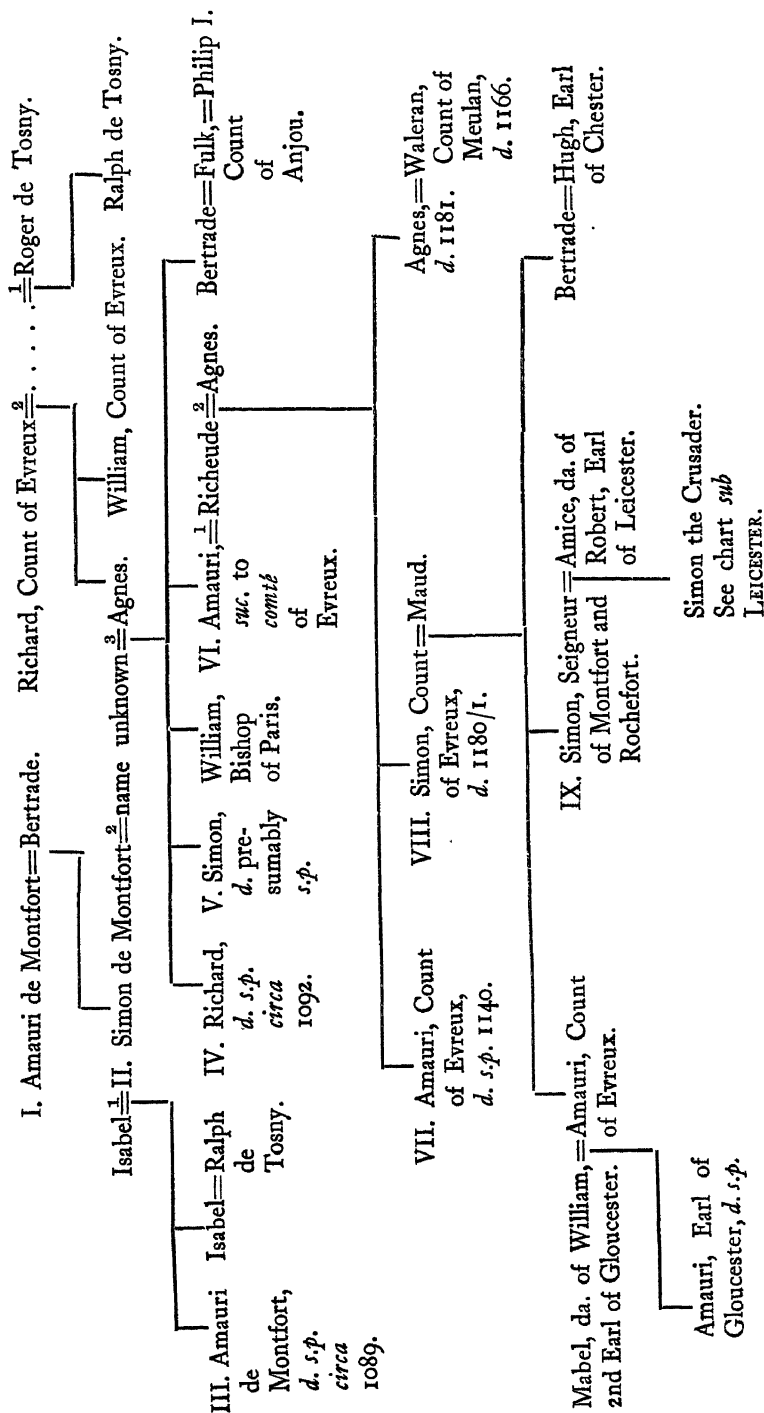 I. Amauri de Montfort=Bertrade. Richard, Count of Evreux 2= . . . . . 1=Roger de Tosny.
Isabel 1=II. Simon de Montfort 2=name unknown 3=Agnes. William, Count of Evreux. Ralph de Tosny.
III. Amauri
de
Montfort,
d. s.p.
circa
1089.
Isabel=Ralph
de
Tosny.
IV. Richard,
d. s.p.
circa
1092.
V. Simon,
d. pre-
sumably
s.p.
William,
Bishop
of Paris.
VI. Amauri, 1=Richeude 2=Agnes.
suc. to
comté
of
Evreux.
Bertrade=Fulk,=Philip I.
Count
of
Anjou.
VII. Amauri, Count
of Evreux,
d. s.p. 1140.
VIII. Simon, Count=Maud.
of Evreux,
d. 1180/1.
Agnes,=Waleran,
d. 1181. Count of
Meulan,
d. 1166.
Mabel, da. of William,=Amauri, Count
2nd Earl of Gloucester. of Evreux.
IX. Simon, Seigneur=Amice, da. of
of Montfort and Robert, Earl
Rochefort. of Leicester.
Bertrade=Hugh, Earl
of Chester.
Amauri, Earl of
Gloucester, d. s.p.
Simon the Crusader.
See chart sub
LEICESTER.